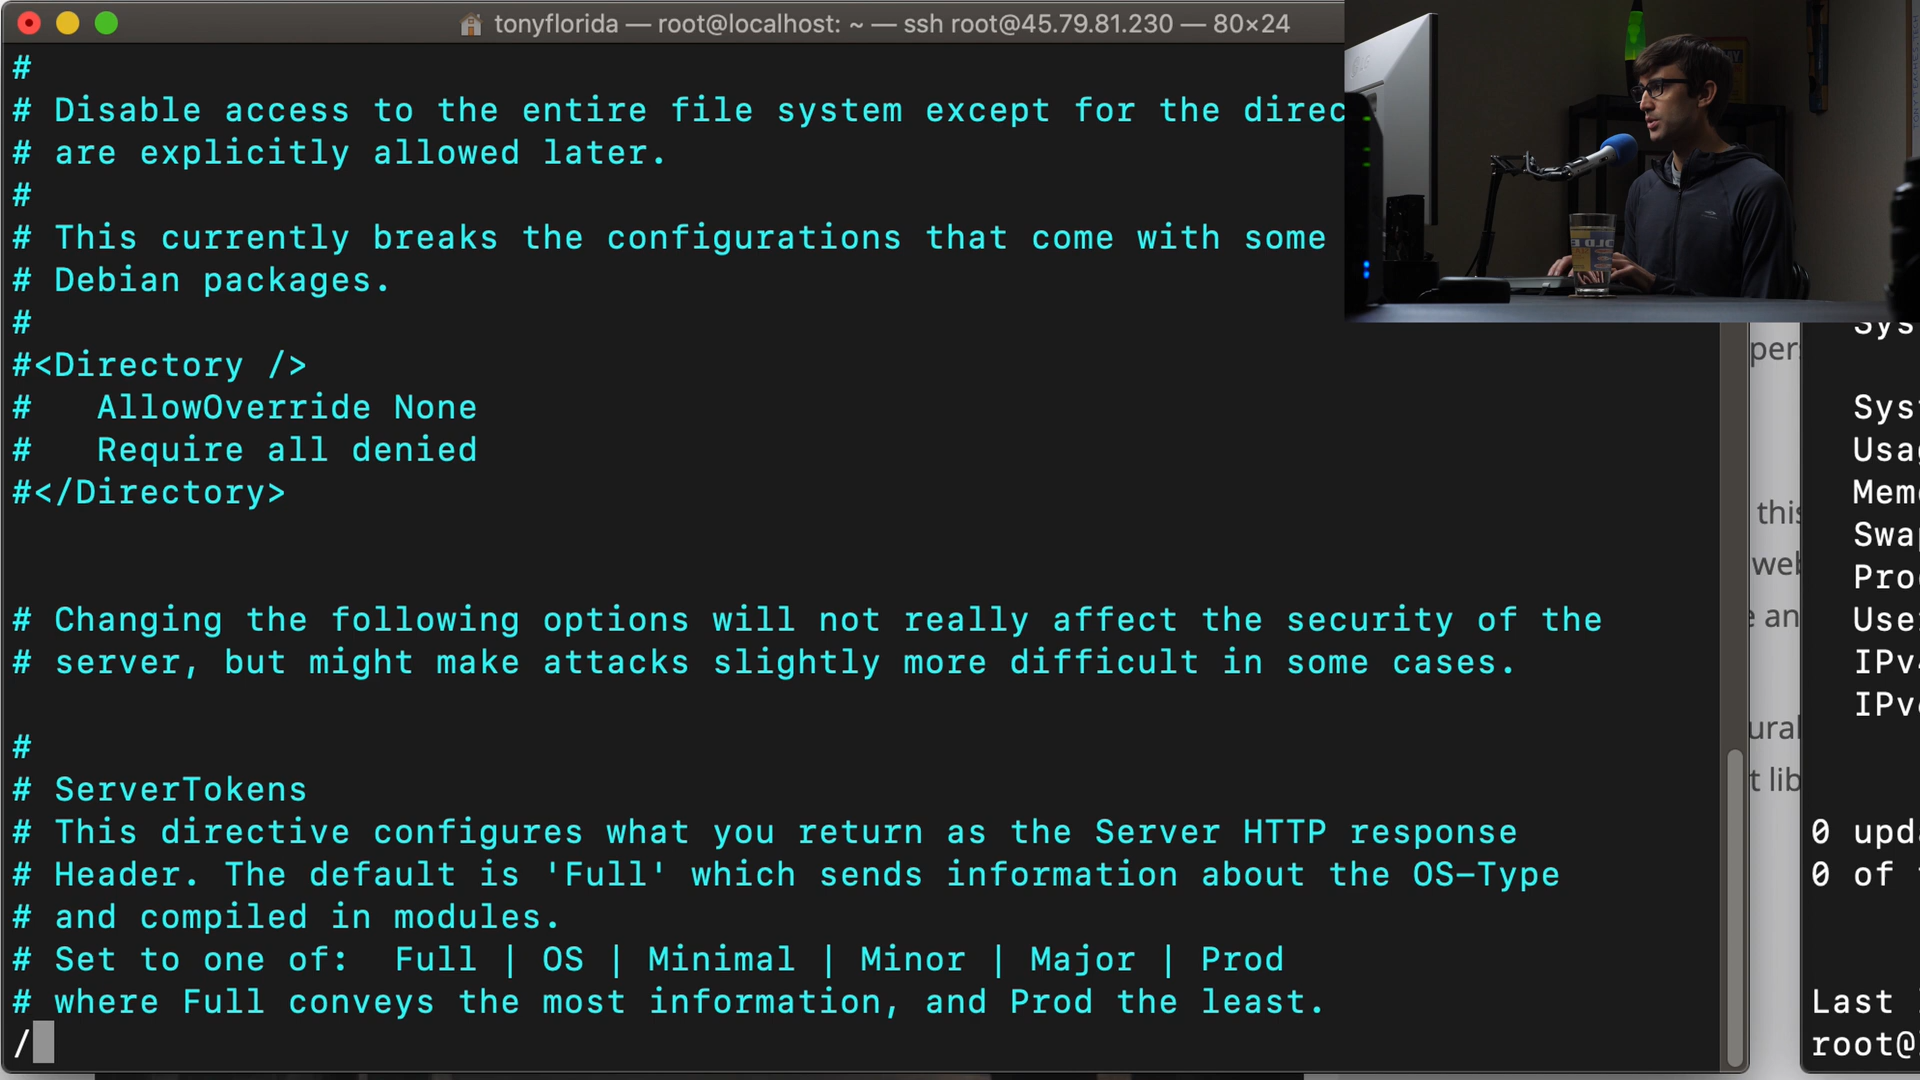 tonyflorida — root@localhost: ~ — ssh root@45.79.81.230 — 80×24
#
# Disable access to the entire file system except for the
# are explicitly allowed later.
#
# This currently breaks the configurations that come with some
# Debian packages.
#
#<Directory />
#   AllowOverride None
#   Require all denied
#</Directory>
# Changing the following options will not really affect the security of the
# server, but might make attacks slightly more difficult in some cases.
#
# ServerTokens
# This directive configures what you return as the Server HTTP response
# Header. The default is 'Full' which sends information about the OS-Type
# and compiled in modules.
# Set to one of:  Full | OS | Minimal | Minor | Major | Prod
# where Full conveys the most information, and Prod the least.
/
0
0 of
Last
root@